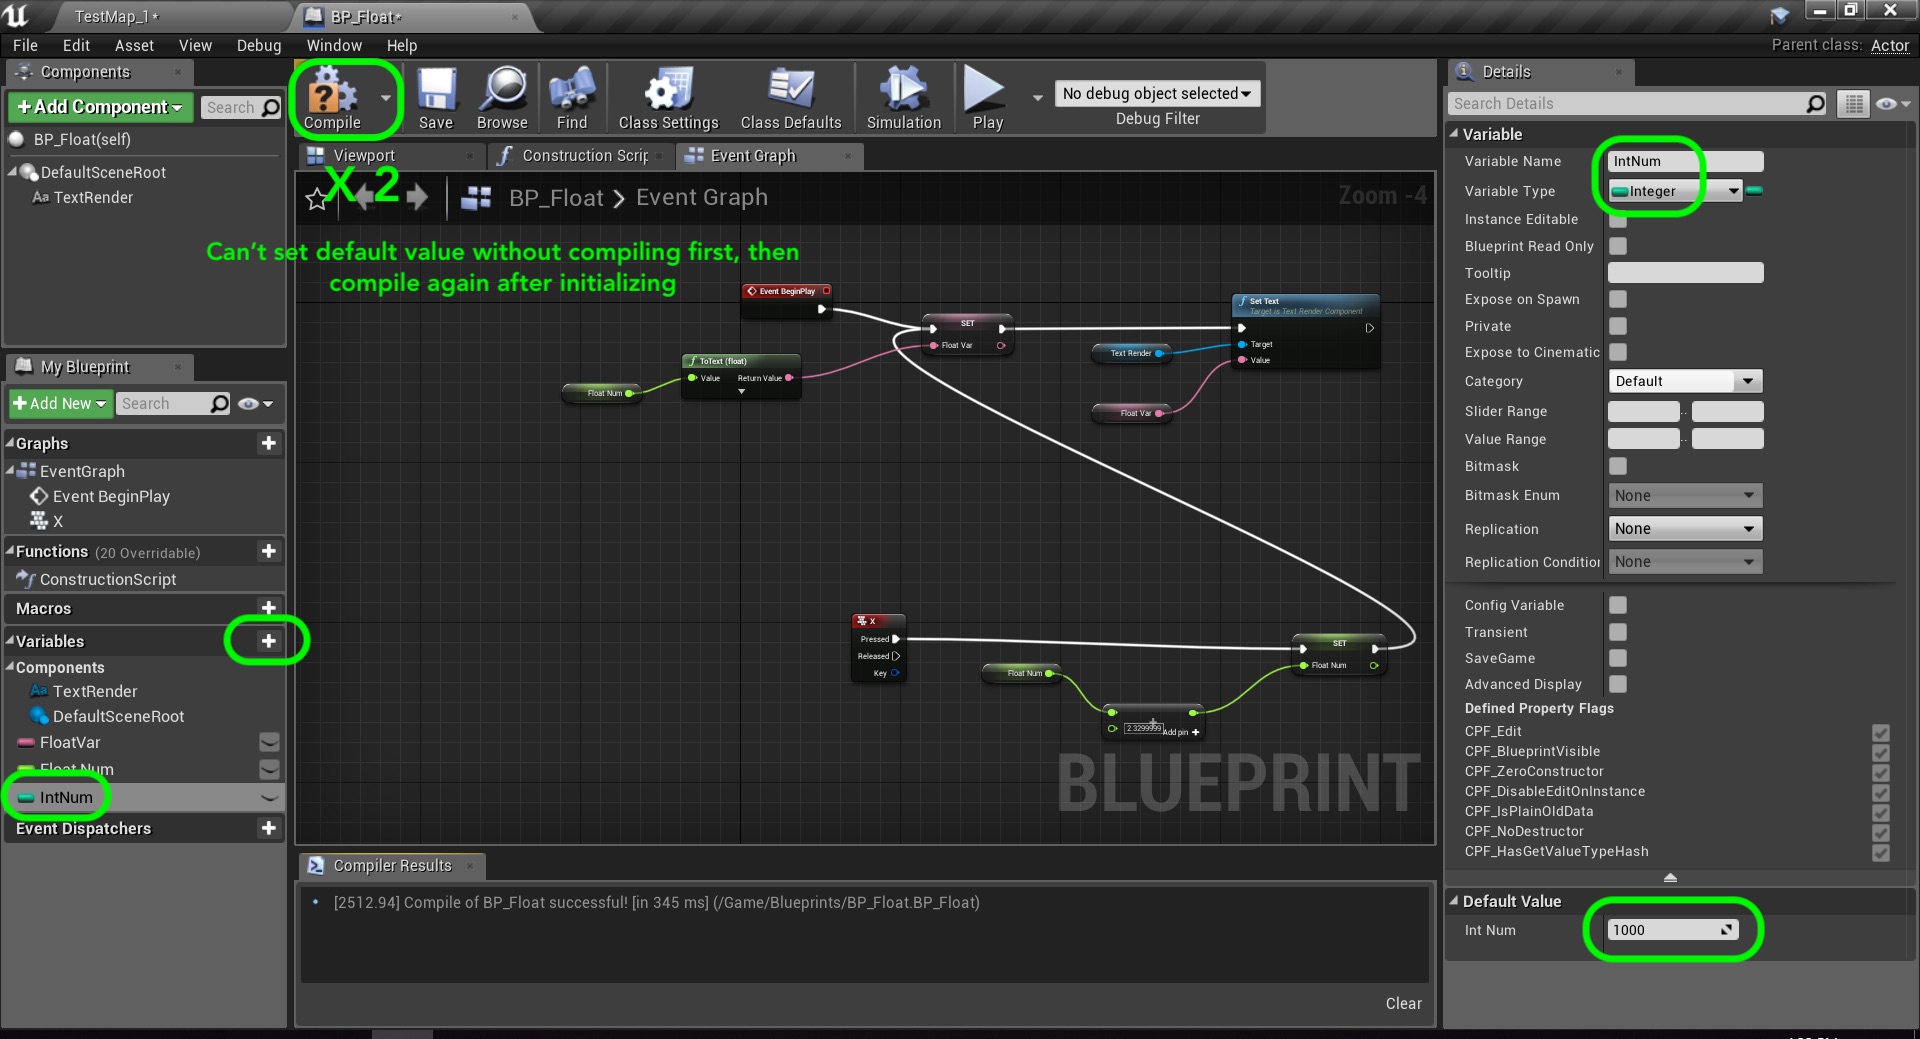 TestMap_1*
BP_Float*
File Edit Asset View Debug Window Help
Parent class: Actor
Components
+Add Component
Search
BP_Float(self)
DefaultSceneRoot
TextRender
Compile
Save
Browse
Find
Class Settings
Class Defaults
Simulation
Play
No debug object selected
Debug Filter
Viewport
Construction Scrip
Event Graph
X 2
BP_Float > Event Graph
Zoom -4
Can't set default value without compiling first, then
compile again after initializing
Event BeginPlay
SET
Float Var
Set Text
Target is Text Render Component
Target
Value
Text Render
Float Var
ToText (float)
Value Return Value
Float Num
X
Pressed
Released
Key
Float Num
2.3299999
Add pin +
SET
Float Num
BLUEPRINT
My Blueprint
+Add New
Search
Graphs
EventGraph
Event BeginPlay
X
Functions (20 Overridable)
ConstructionScript
Macros
Variables
Components
TextRender
DefaultSceneRoot
FloatVar
Float Num
IntNum
Event Dispatchers
Compiler Results
[2512.94] Compile of BP_Float successful! [in 345 ms] (/Game/Blueprints/BP_Float.BP_Float)
Clear
Details
Search Details
Variable
Variable Name IntNum
Variable Type Integer
Instance Editable
Blueprint Read Only
Tooltip
Expose on Spawn
Private
Expose to Cinematic
Category Default
Slider Range ..
Value Range ..
Bitmask
Bitmask Enum None
Replication None
Replication Condition None
Config Variable
Transient
SaveGame
Advanced Display
Defined Property Flags
CPF_Edit
CPF_BlueprintVisible
CPF_ZeroConstructor
CPF_DisableEditOnInstance
CPF_IsPlainOldData
CPF_NoDestructor
CPF_HasGetValueTypeHash
Default Value
Int Num 1000